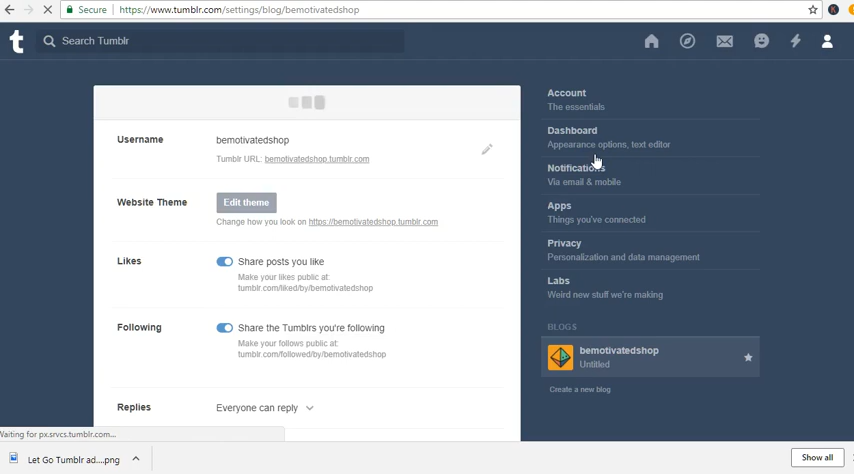 Secure https://www.tumblr.com/settings/blog/bemotivatedshop
K
t Search Tumblr
Account
The essentials
Username bemotivatedshop
Tumblr URL: bemotivatedshop.tumblr.com
Dashboard
Appearance options, text editor
Notifications
Via email & mobile
Website Theme Edit theme
Change how you look on https://bemotivatedshop.tumblr.com
Apps
Things you've connected
Privacy
Personalization and data management
Likes Share posts you like
Make your likes public at:
tumblr.com/liked/by/bemotivatedshop
Labs
Weird new stuff we're making
Following Share the Tumblrs you're following
Make your follows public at:
tumblr.com/followed/by/bemotivatedshop
BLOGS
bemotivatedshop
Untitled
Create a new blog
Replies Everyone can reply
Waiting for px.srvcs.tumblr.com...
Let Go Tumblr ad....png
Show all